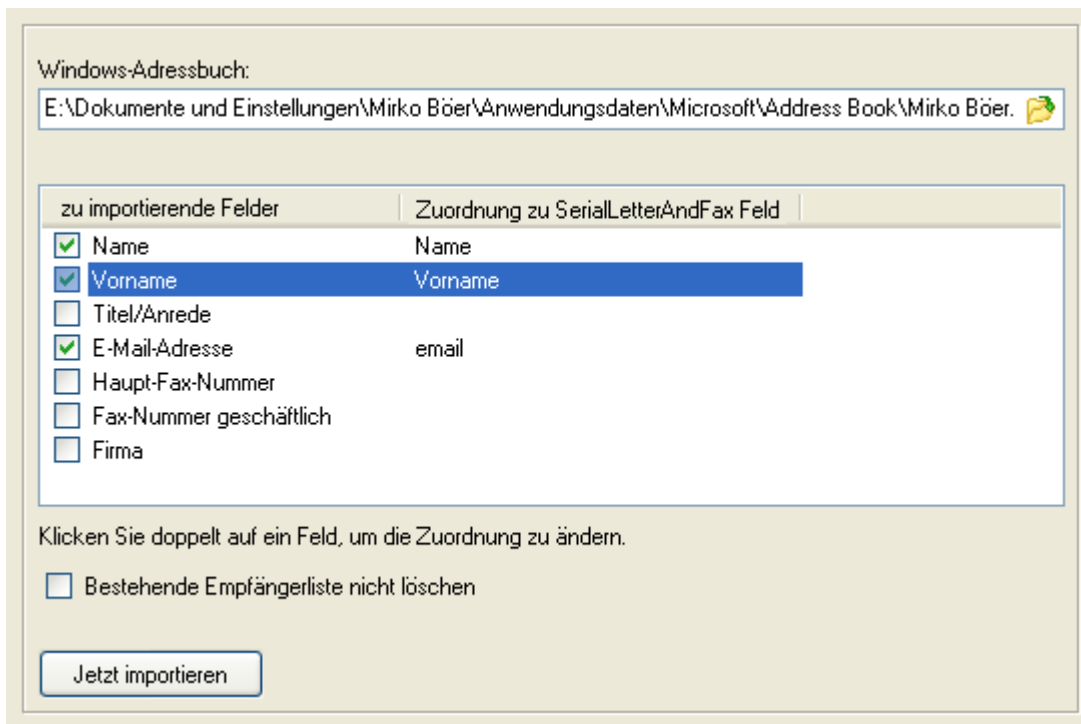 Windows-Adressbuch:
E:\Dokumente und Einstellungen\Mirko Böer\Anwendungsdaten\Microsoft\Address Book\Mirko Böer.
zu importierende Felder Zuordnung zu SerialLetterAndFax Feld
Name Name
Vorname Vorname
Titel/Anrede
E-Mail-Adresse email
Haupt-Fax-Nummer
Fax-Nummer geschäftlich
Firma
Klicken Sie doppelt auf ein Feld, um die Zuordnung zu ändern.
Bestehende Empfängerliste nicht löschen
Jetzt importieren